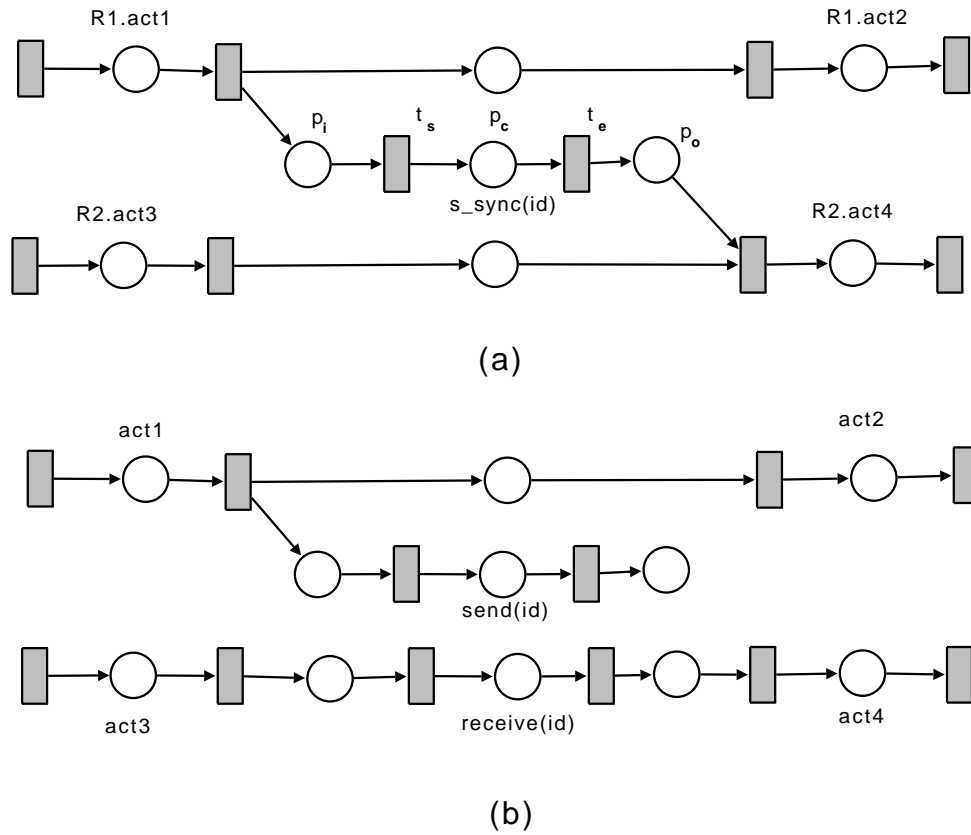 R1.act1 R1.act2
p_i t_s p_c t_e p_o
s_sync(id)
R2.act3 R2.act4
(a)
act1 act2
send(id)
act3 receive(id) act4
(b)